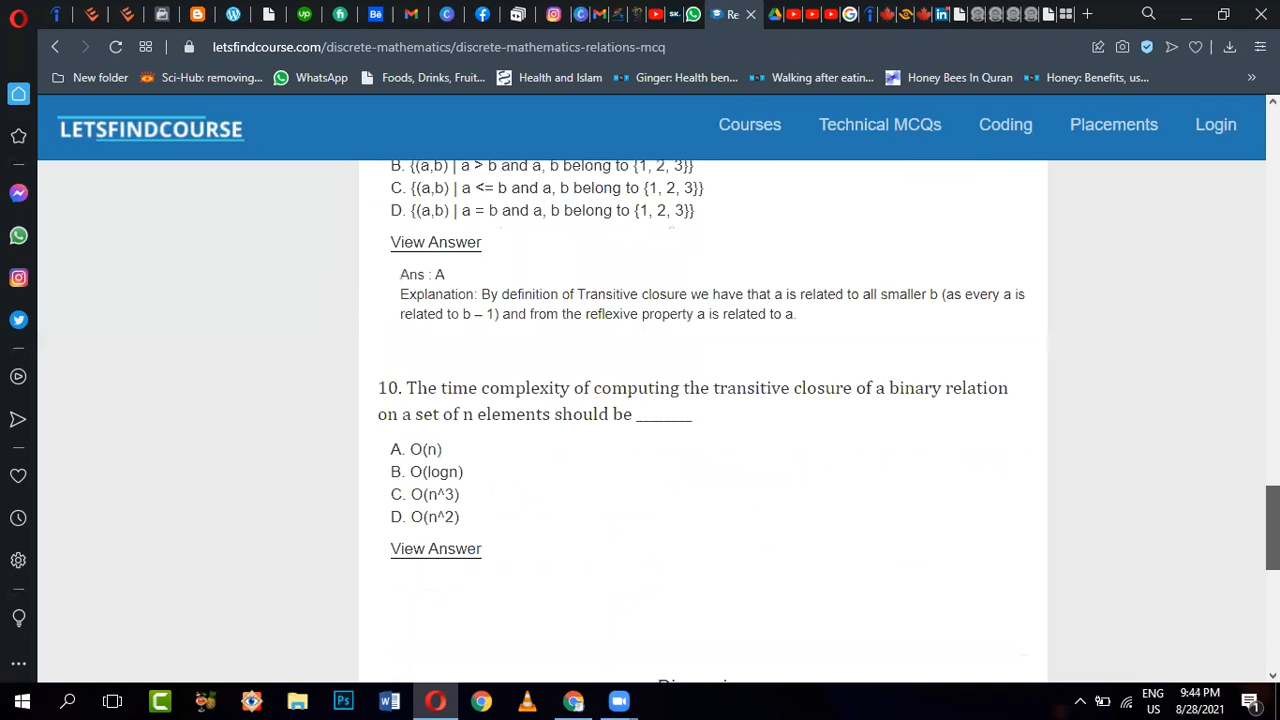 Re
letsfindcourse.com/discrete-mathematics/discrete-mathematics-relations-mcq
New folder
Sci-Hub: removing...
WhatsApp
Foods, Drinks, Fruit...
Health and Islam
Ginger: Health ben...
Walking after eatin...
Honey Bees In Quran
Honey: Benefits, us...
LETSFINDCOURSE
Courses
Technical MCQs
Coding
Placements
Login
B. {(a,b) | a > b and a, b belong to {1, 2, 3}}
C. {(a,b) | a <= b and a, b belong to {1, 2, 3}}
D. {(a,b) | a = b and a, b belong to {1, 2, 3}}
View Answer
Ans : A
Explanation: By definition of Transitive closure we have that a is related to all smaller b (as every a is
related to b – 1) and from the reflexive property a is related to a.
10. The time complexity of computing the transitive closure of a binary relation
on a set of n elements should be ________
A. O(n)
B. O(logn)
C. O(n^3)
D. O(n^2)
View Answer
ENG
US
9:44 PM
8/28/2021